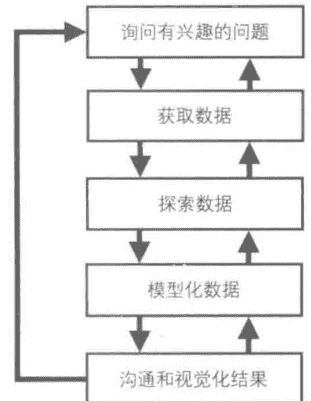 询问有兴趣的问题
获取数据
探索数据
模型化数据
沟通和视觉化结果